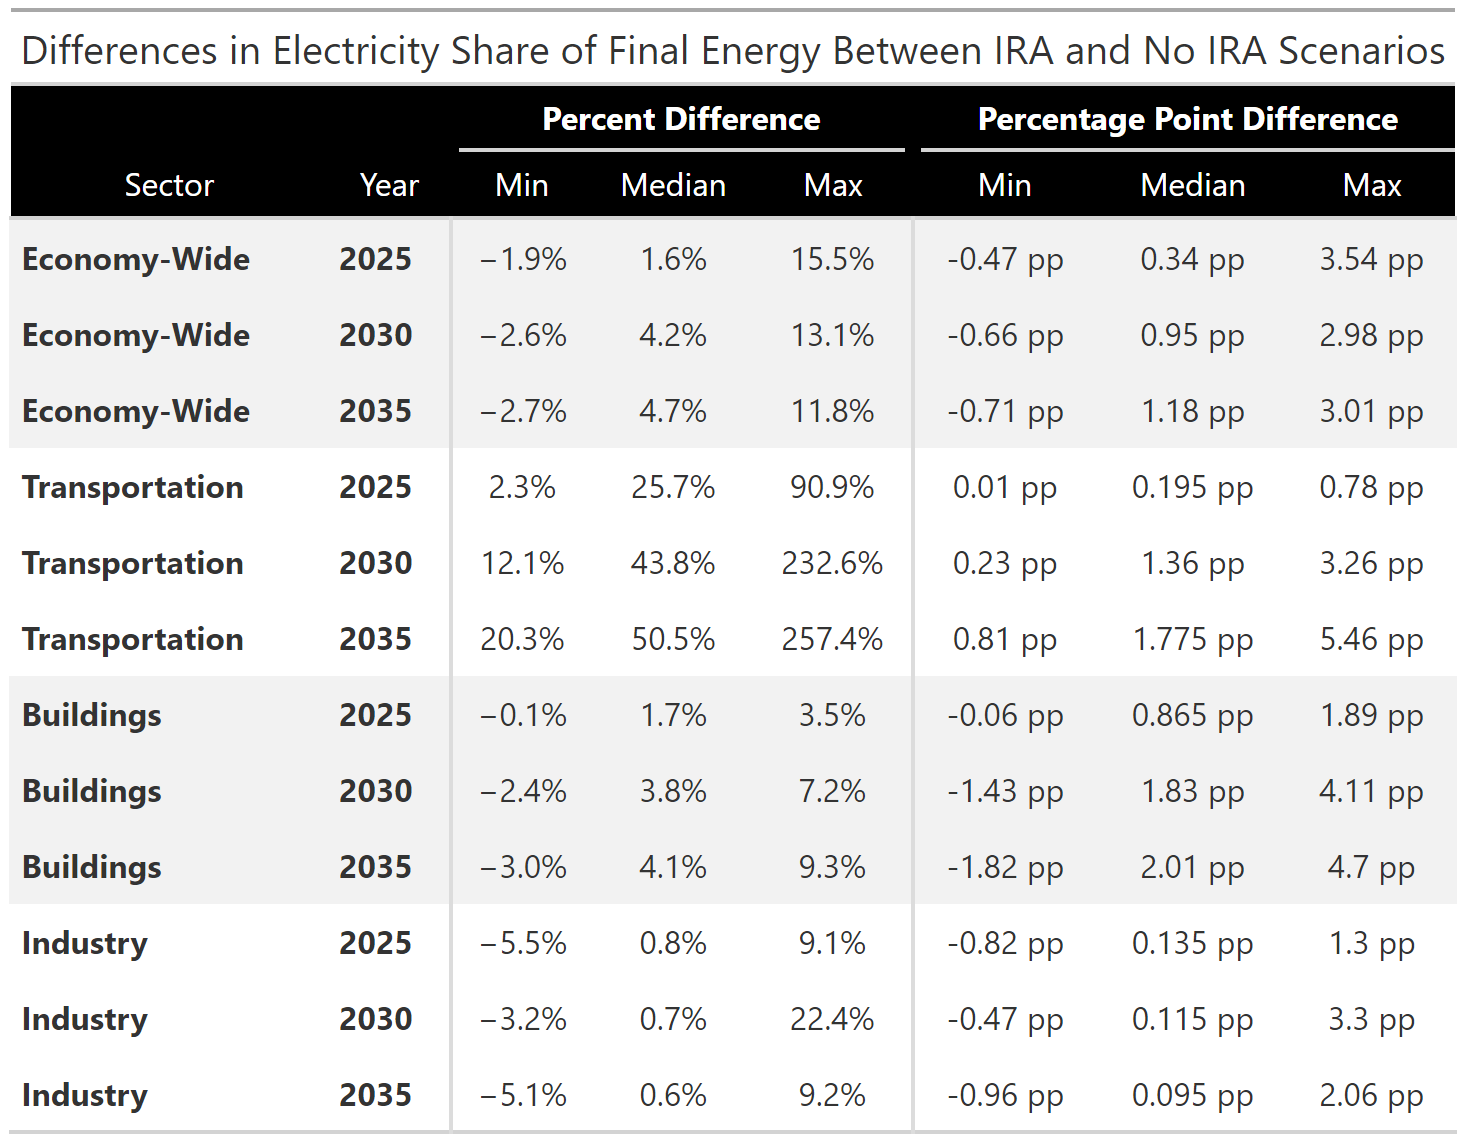 Differences in Electricity Share of Final Energy Between IRA and No IRA Scenarios
Percent Difference Percentage Point Difference
Sector Year Min Median Max Min Median Max
Economy-Wide 2025 −1.9% 1.6% 15.5% -0.47 pp 0.34 pp 3.54 pp
Economy-Wide 2030 −2.6% 4.2% 13.1% -0.66 pp 0.95 pp 2.98 pp
Economy-Wide 2035 −2.7% 4.7% 11.8% -0.71 pp 1.18 pp 3.01 pp
Transportation 2025 2.3% 25.7% 90.9% 0.01 pp 0.195 pp 0.78 pp
Transportation 2030 12.1% 43.8% 232.6% 0.23 pp 1.36 pp 3.26 pp
Transportation 2035 20.3% 50.5% 257.4% 0.81 pp 1.775 pp 5.46 pp
Buildings 2025 −0.1% 1.7% 3.5% -0.06 pp 0.865 pp 1.89 pp
Buildings 2030 −2.4% 3.8% 7.2% -1.43 pp 1.83 pp 4.11 pp
Buildings 2035 −3.0% 4.1% 9.3% -1.82 pp 2.01 pp 4.7 pp
Industry 2025 −5.5% 0.8% 9.1% -0.82 pp 0.135 pp 1.3 pp
Industry 2030 −3.2% 0.7% 22.4% -0.47 pp 0.115 pp 3.3 pp
Industry 2035 −5.1% 0.6% 9.2% -0.96 pp 0.095 pp 2.06 pp